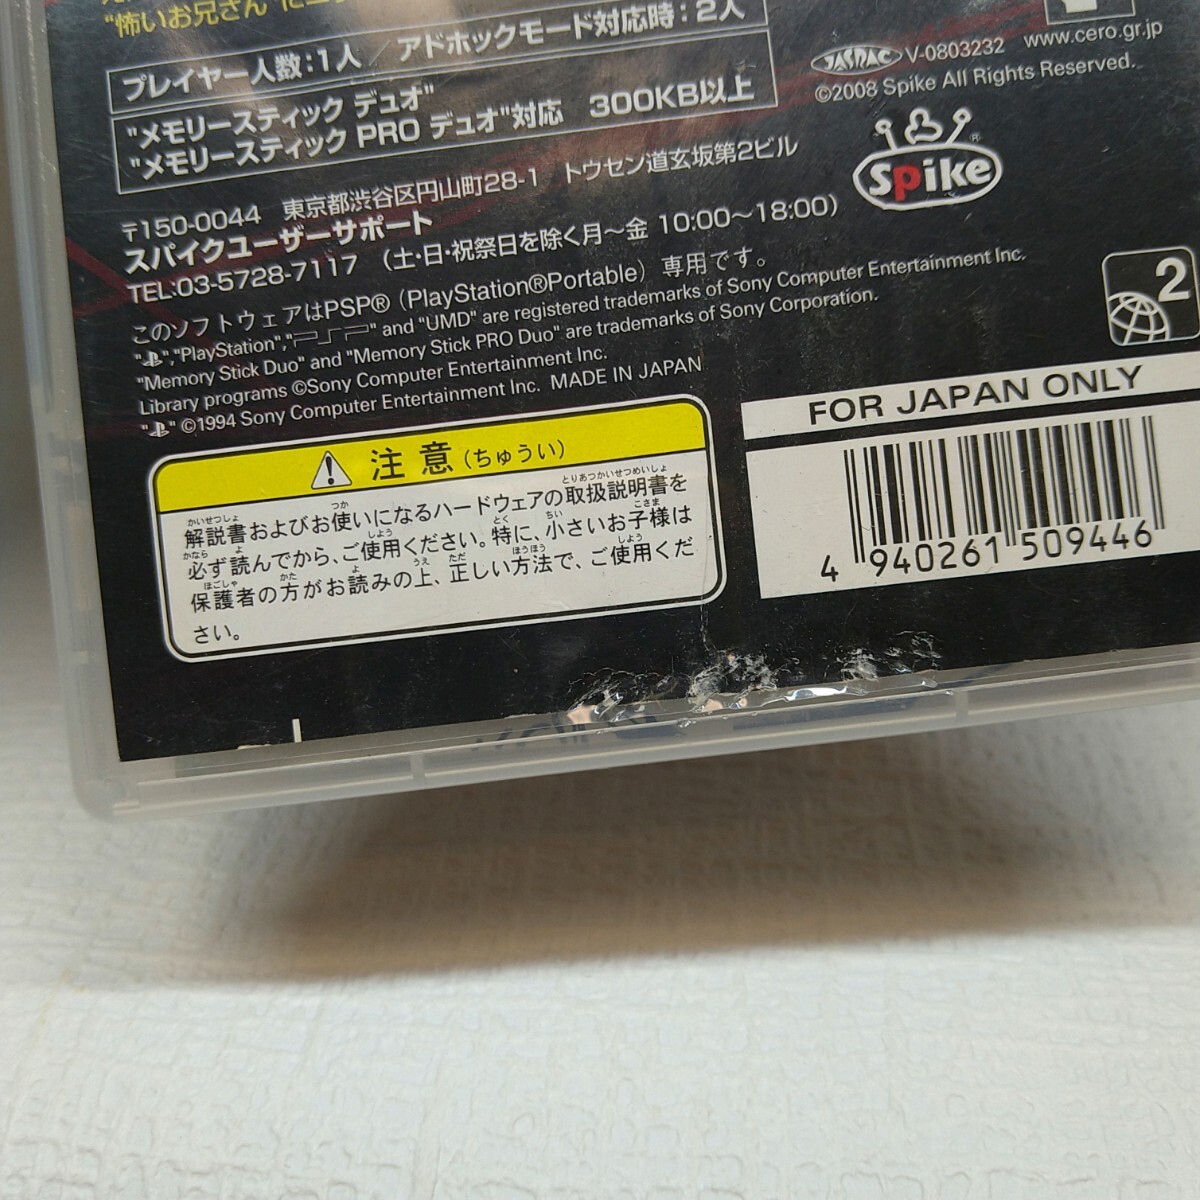 "怖いお兄さん"に
プレイヤー人数:1人 アドホックモード対応時:2人
"メモリースティック デュオ"
"メモリースティック PRO デュオ"対応 300KB以上
〒150-0044 東京都渋谷区円山町28-1 トウセン道玄坂第2ビル
スパイクユーザーサポート
TEL:03-5728-7117 (土・日・祝祭日を除く月～金 10:00～18:00)
このソフトウェアはPSP®(PlayStation®Portable)専用です。
"PlayStation", "PSP" and "UMD" are registered trademarks of Sony Computer Entertainment Inc.
"Memory Stick Duo" and "Memory Stick PRO Duo" are trademarks of Sony Corporation.
Library programs ©Sony Computer Entertainment Inc.
©1994 Sony Computer Entertainment Inc. MADE IN JAPAN
JASRAC V-0803232 www.cero.gr.jp
©2008 Spike All Rights Reserved.
Spike®
2
注意(ちゅうい)
解説書およびお使いになるハードウェアの取扱説明書を
必ず読んでから、ご使用ください。特に、小さいお子様は
保護者の方がお読みの上、正しい方法で、ご使用くだ
さい。
FOR JAPAN ONLY
4 940261 509446